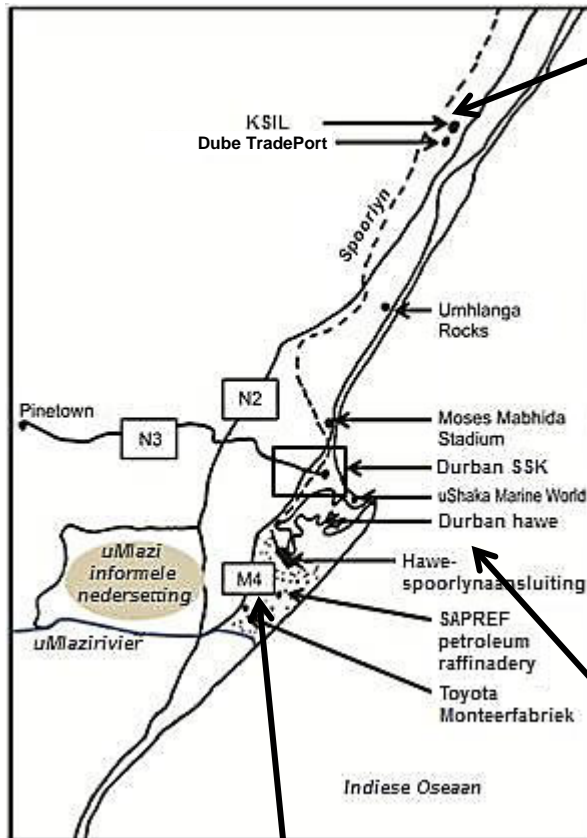 KSIL
Dube TradePort
Spoorlyn
Umhlanga
Rocks
N2
Pinetown
N3
Moses Mabhida
Stadium
Durban SSK
uShaka Marine World
Durban hawe
uMlazi
informele
nedersetting
Hawe-
spoorlynaansluiting
M4
uMlazirivier
SAPREF
petroleum
raffinadery
Toyota
Monteerfabriek
Indiese Oseaan